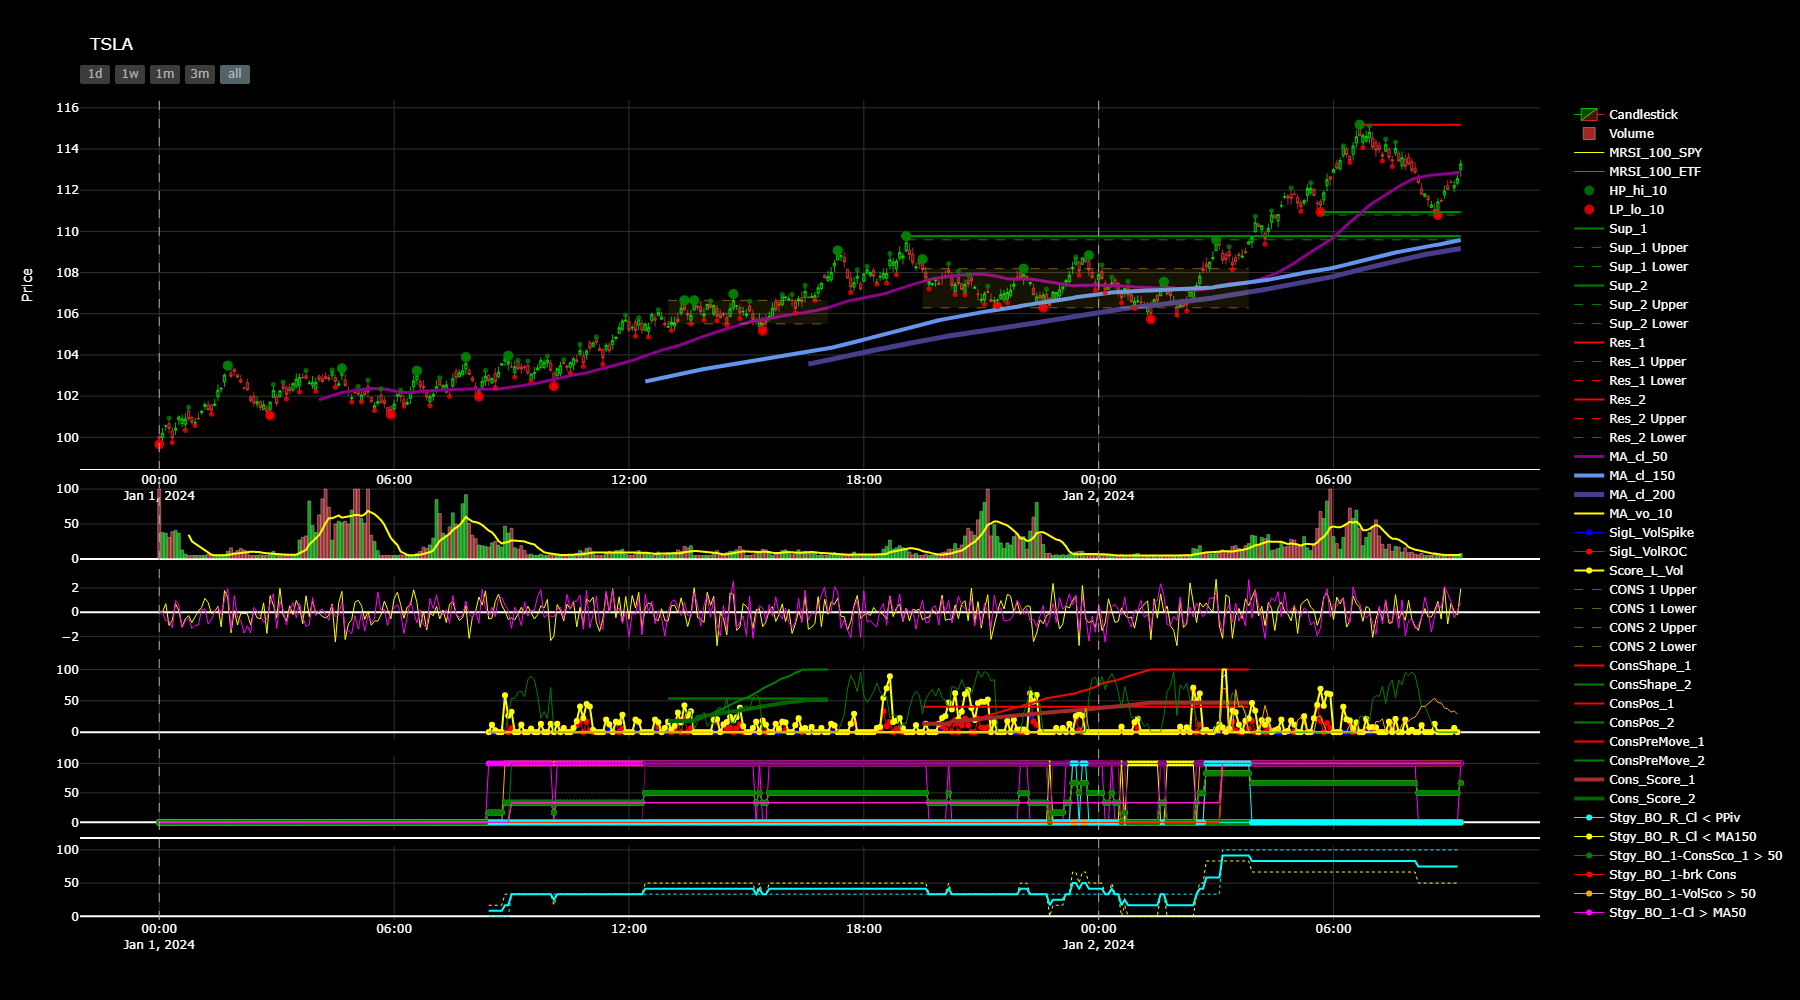 TSLA
1d 1w 1m 3m all
116
114
112
110
108
106
104
102
100
Price
00:00 06:00 12:00 18:00 00:00 06:00
Jan 1, 2024 Jan 2, 2024
100
50
0
2
0
−2
100
50
0
100
50
0
100
50
0
00:00 06:00 12:00 18:00 00:00 06:00
Jan 1, 2024 Jan 2, 2024
Candlestick
Volume
MRSI_100_SPY
MRSI_100_ETF
HP_hi_10
LP_lo_10
Sup_1
Sup_1 Upper
Sup_1 Lower
Sup_2
Sup_2 Upper
Sup_2 Lower
Res_1
Res_1 Upper
Res_1 Lower
Res_2
Res_2 Upper
Res_2 Lower
MA_cl_50
MA_cl_150
MA_cl_200
MA_vo_10
SigL_VolSpike
SigL_VolROC
Score_L_Vol
CONS 1 Upper
CONS 1 Lower
CONS 2 Upper
CONS 2 Lower
ConsShape_1
ConsShape_2
ConsPos_1
ConsPos_2
ConsPreMove_1
ConsPreMove_2
Cons_Score_1
Cons_Score_2
Stgy_BO_R_Cl < PPiv
Stgy_BO_R_Cl < MA150
Stgy_BO_1-ConsSco_1 > 50
Stgy_BO_1-brk Cons
Stgy_BO_1-VolSco > 50
Stgy_BO_1-Cl > MA50